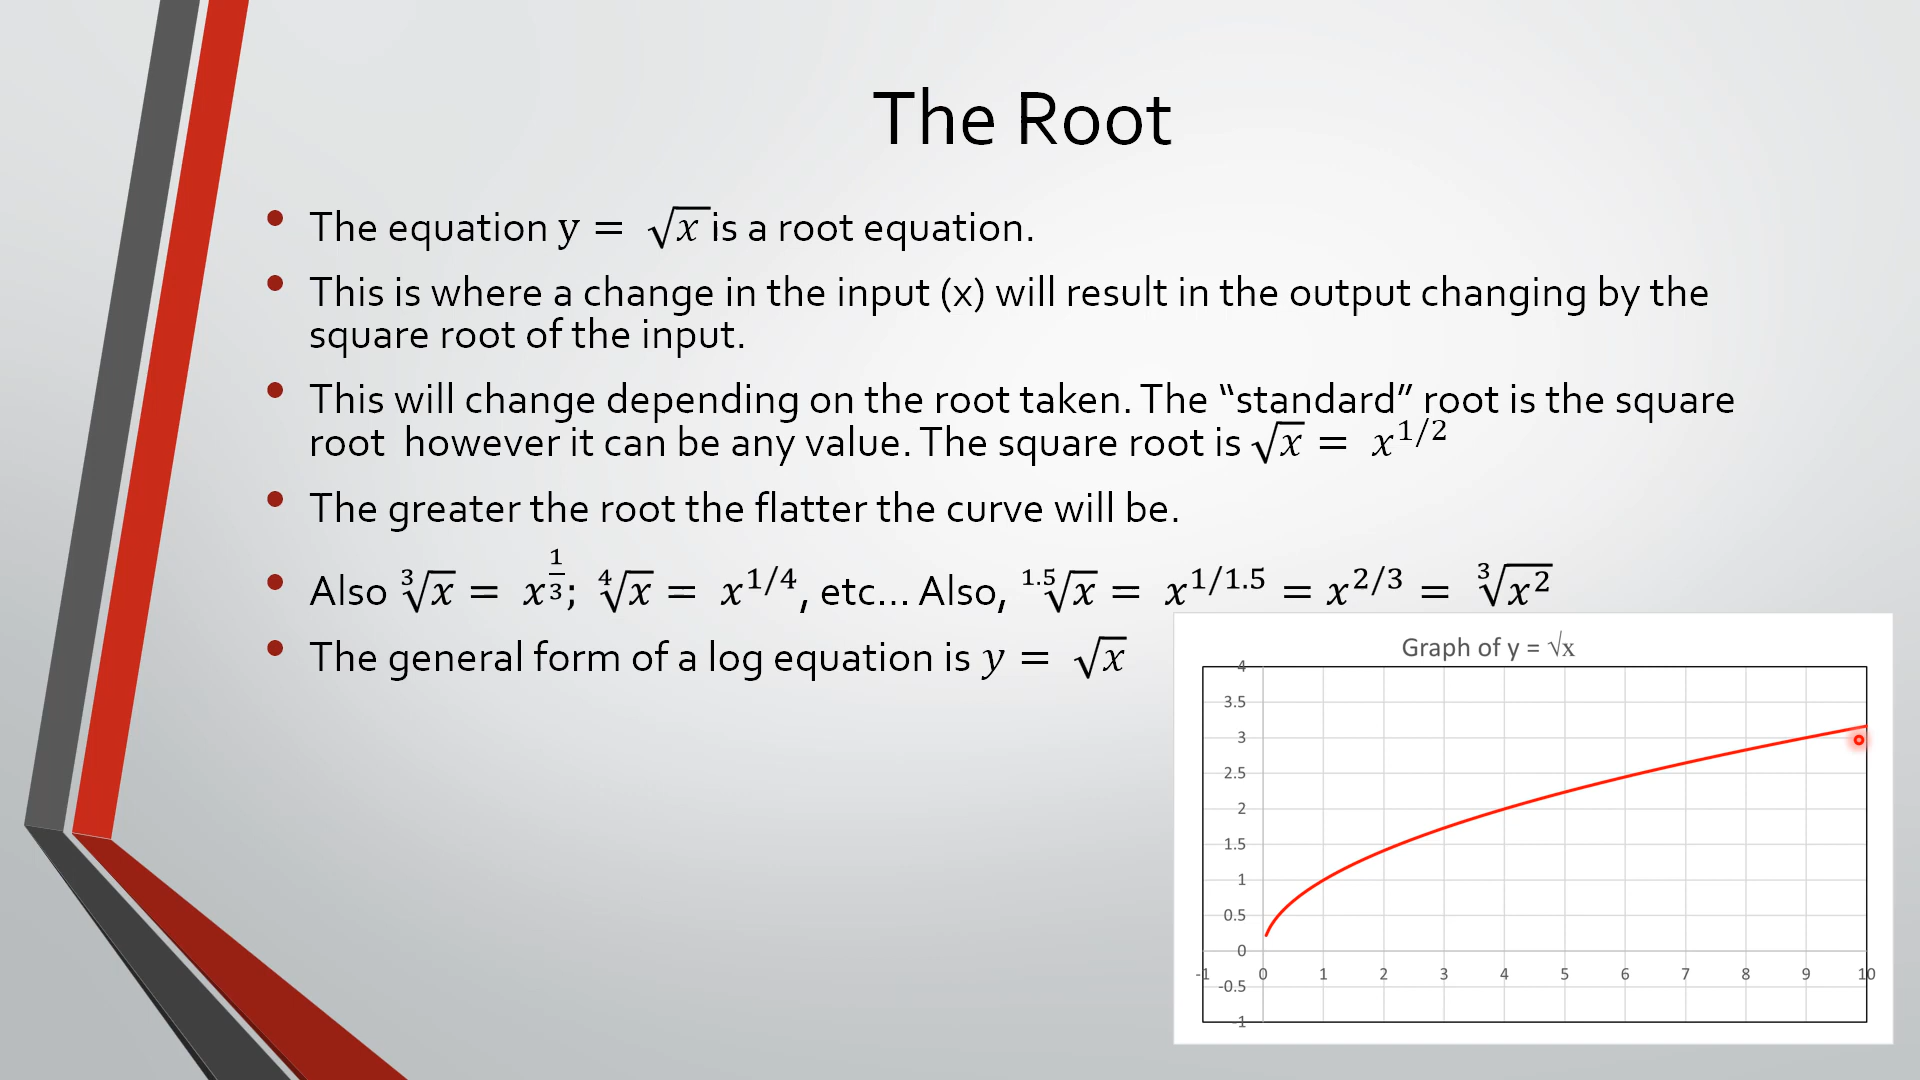 The Root
The equation y = √x is a root equation.
This is where a change in the input (x) will result in the output changing by the
square root of the input.
This will change depending on the root taken. The “standard” root is the square
root however it can be any value. The square root is √x = x^1/2
The greater the root the flatter the curve will be.
Also ³√x = x^1/3; ⁴√x = x^1/4, etc... Also, ^1.5√x = x^1/1.5 = x^2/3 = ³√x²
The general form of a log equation is y = √x
Graph of y = √x
4
3.5
3
2.5
2
1.5
1
0.5
0
-1 0 1 2 3 4 5 6 7 8 9 10
-0.5
-1